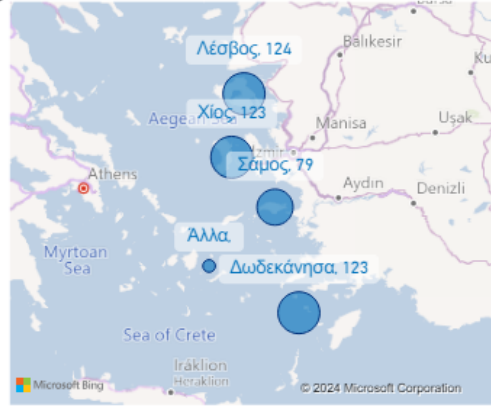 Bursa
Λέσβος, 124
Balıkesir
Χίος, 123
Aegean Sea
Manisa
Uşak
İzmir
Σάμος, 79
Athens
Aydın
Denizli
Άλλα,
Myrtoan
Sea
Δωδεκάνησα, 123
Sea of Crete
Iráklion
Heraklion
Microsoft Bing
© 2024 Microsoft Corporation